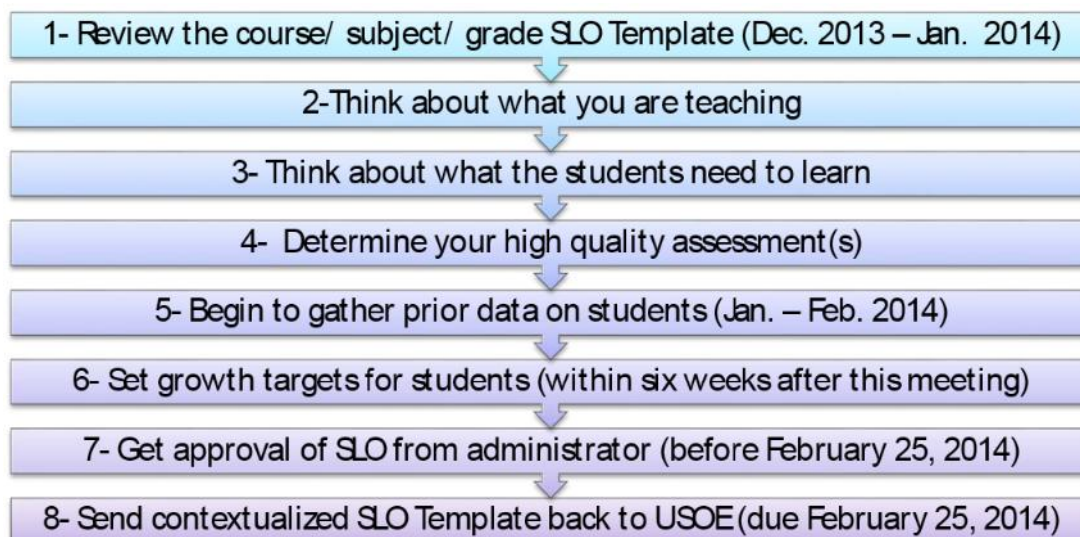 1- Review the course/ subject/ grade SLO Template (Dec. 2013 – Jan. 2014)
2-Think about what you are teaching
3- Think about what the students need to learn
4- Determine your high quality assessment(s)
5- Begin to gather prior data on students (Jan. – Feb. 2014)
6- Set growth targets for students (within six weeks after this meeting)
7- Get approval of SLO from administrator (before February 25, 2014)
8- Send contextualized SLO Template back to USOE (due February 25, 2014)